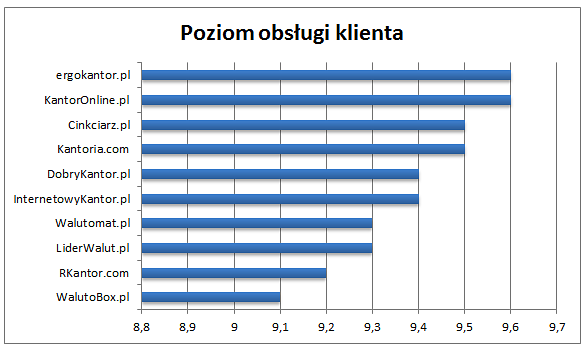 Poziom obsługi klienta
ergokantor.pl
KantorOnline.pl
Cinkciarz.pl
Kantoria.com
DobryKantor.pl
InternetowyKantor.pl
Walutomat.pl
LiderWalut.pl
RKantor.com
WalutoBox.pl
8,8 8,9 9 9,1 9,2 9,3 9,4 9,5 9,6 9,7